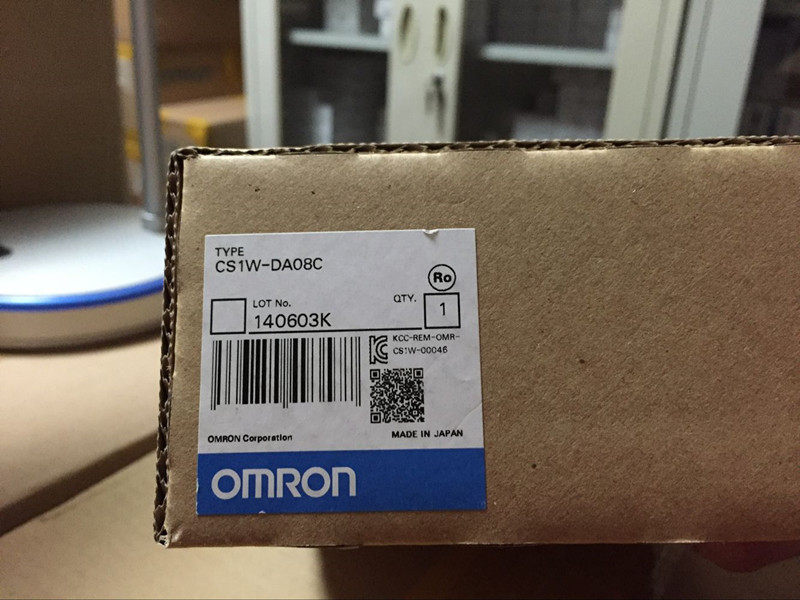 TYPE
CS1W-DA08C
Ro
LOT No.
140603K
QTY.
1
KCC-REM-OMR-
CS1W-00046
OMRON Corporation
MADE IN JAPAN
OMRON